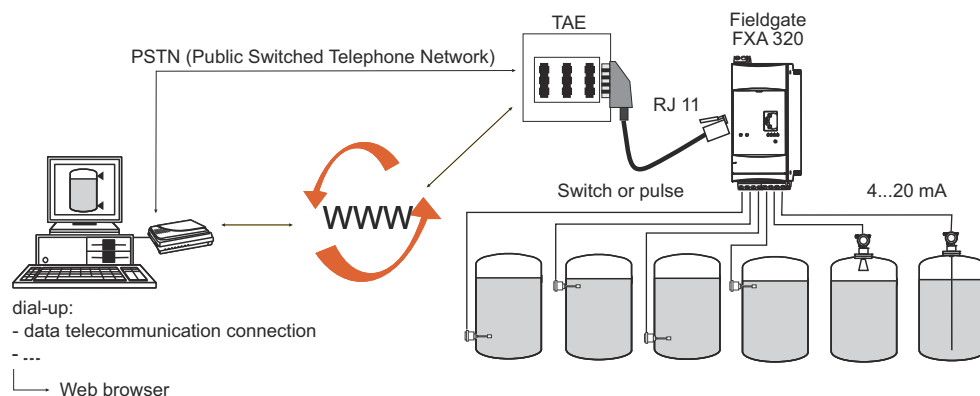 TAE
Fieldgate
FXA 320
PSTN (Public Switched Telephone Network)
RJ 11
Switch or pulse
4...20 mA
WWW
dial-up:
- data telecommunication connection
- ...
Web browser